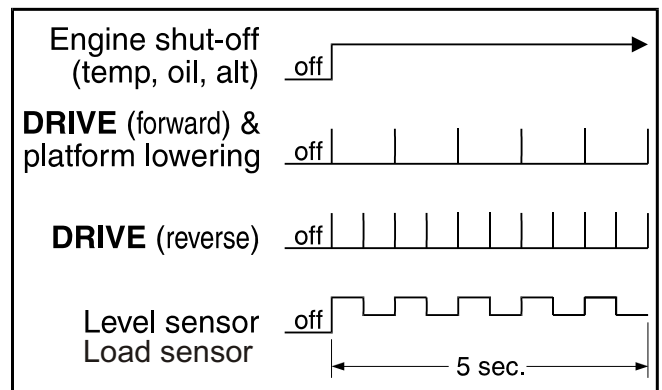 Engine shut-off
(temp, oil, alt) off
DRIVE (forward) &
platform lowering off
DRIVE (reverse) off
Level sensor off
Load sensor
5 sec.